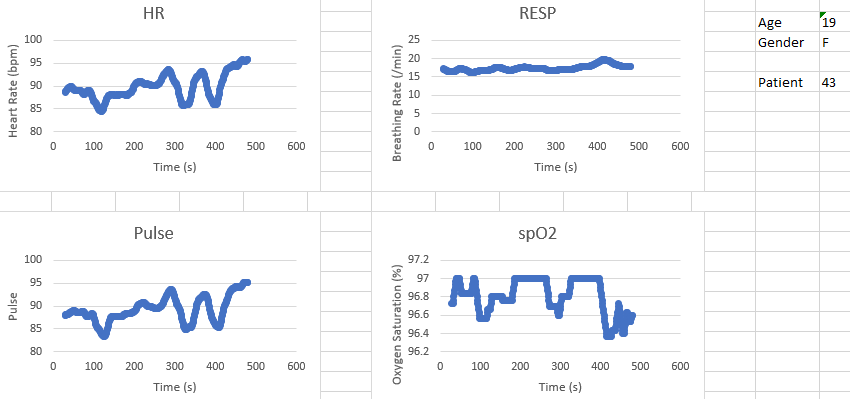 HR
Heart Rate (bpm)
100
95
90
85
80
0 100 200 300 400 500 600
Time (s)
RESP
Breathing Rate (/min)
25
20
15
10
5
0
0 100 200 300 400 500 600
Time (s)
Age 19
Gender F
Patient 43
Pulse
Pulse
100
95
90
85
80
0 100 200 300 400 500 600
Time (s)
spO2
Oxygen Saturation (%)
97.2
97
96.8
96.6
96.4
96.2
0 100 200 300 400 500 600
Time (s)